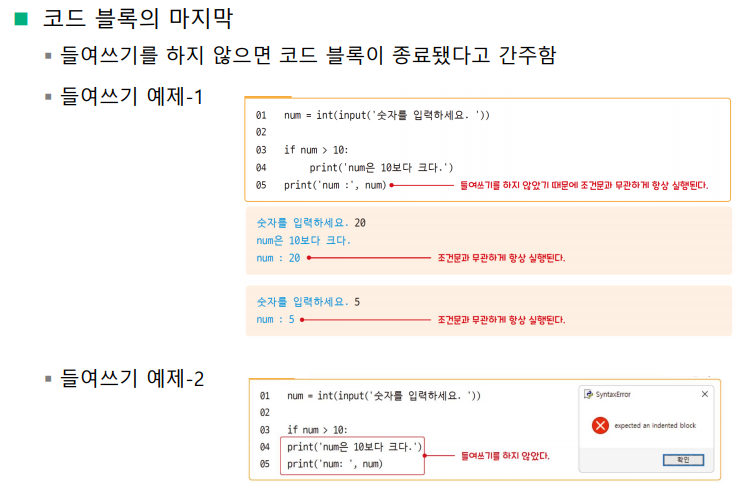 코드 블록의 마지막
들여쓰기를 하지 않으면 코드 블록이 종료됐다고 간주함
들여쓰기 예제-1
01 num = int(input('숫자를 입력하세요. '))
02
03 if num > 10:
04 print('num은 10보다 크다.')
05 print('num :', num) 들여쓰기를 하지 않았기 때문에 조건문과 무관하게 항상 실행된다.
숫자를 입력하세요. 20
num은 10보다 크다.
num : 20 조건문과 무관하게 항상 실행된다.
숫자를 입력하세요. 5
num : 5 조건문과 무관하게 항상 실행된다.
들여쓰기 예제-2
01 num = int(input('숫자를 입력하세요. '))
02
03 if num > 10:
04 print('num은 10보다 크다.')
05 print('num: ', num) 들여쓰기를 하지 않았다.
SyntaxError
expected an indented block
확인